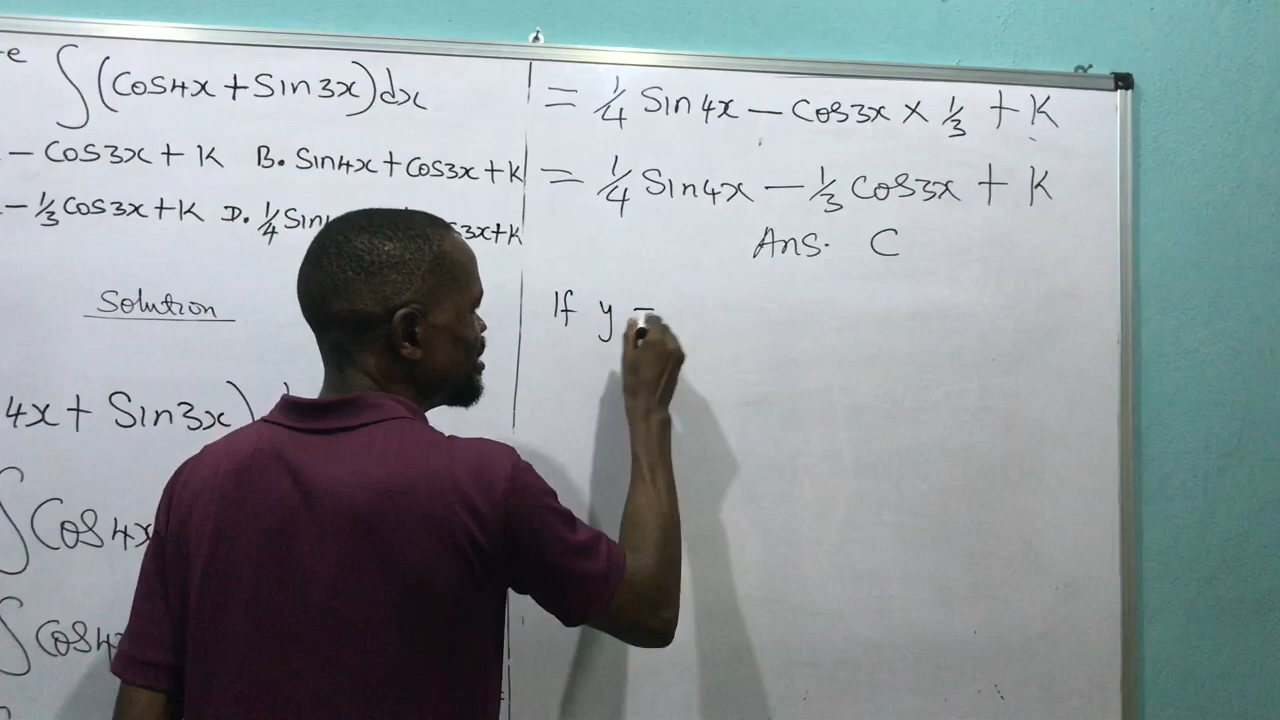 e ∫(Cos4x + Sin3x)dx
- Cos3x + K B. Sin4x + Cos3x + K
- 1/3 Cos3x + K D. 1/4 Sin 3x+K
Solution
4x + Sin3x)
∫Cos4x
∫Cos4
= 1/4 Sin4x - Cos3x × 1/3 + K
= 1/4 Sin4x - 1/3 Cos3x + K
Ans. C
If y =